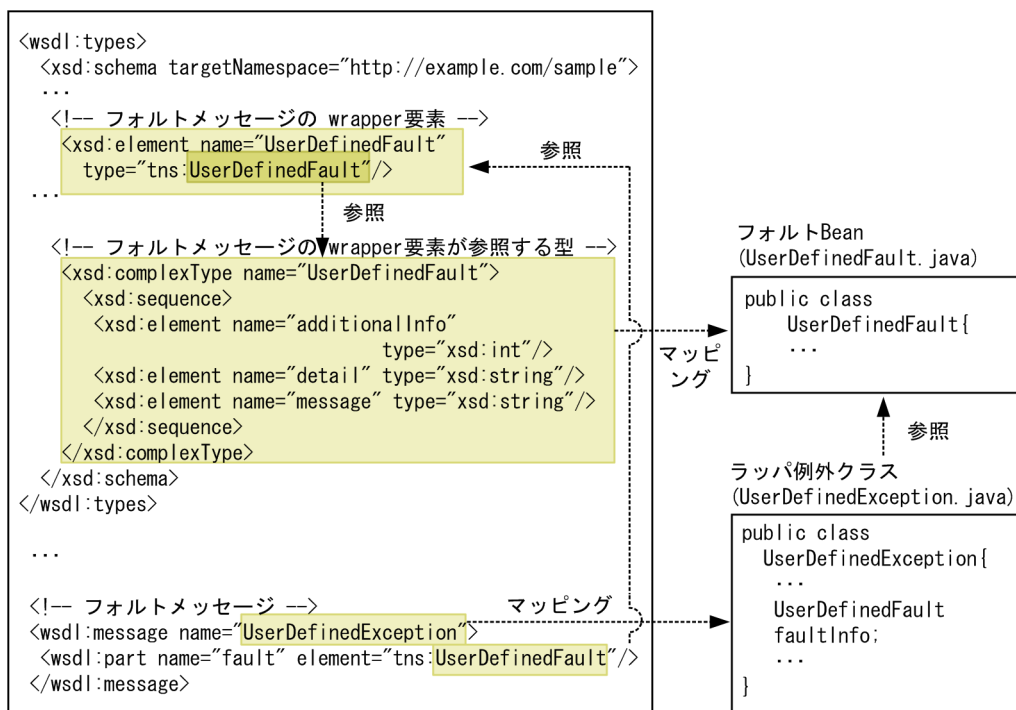 <wsdl:types>
<xsd:schema targetNamespace="http://example.com/sample">
...
<!-- フォルトメッセージの wrapper要素 -->
<xsd:element name="UserDefinedFault"
type="tns:UserDefinedFault"/>
...
参照
参照
<!-- フォルトメッセージのwrapper要素が参照する型 -->
<xsd:complexType name="UserDefinedFault">
<xsd:sequence>
<xsd:element name="additionalInfo"
type="xsd:int"/>
<xsd:element name="detail" type="xsd:string"/>
<xsd:element name="message" type="xsd:string"/>
</xsd:sequence>
</xsd:complexType>
</xsd:schema>
</wsdl:types>
...
<!-- フォルトメッセージ -->
<wsdl:message name="UserDefinedException">
<wsdl:part name="fault" element="tns:UserDefinedFault"/>
</wsdl:message>
マッピ
ング
マッピング
フォルトBean
(UserDefinedFault.java)
public class
UserDefinedFault{
...
}
参照
ラッパ例外クラス
(UserDefinedException.java)
public class
UserDefinedException{
...
UserDefinedFault
faultInfo;
...
}